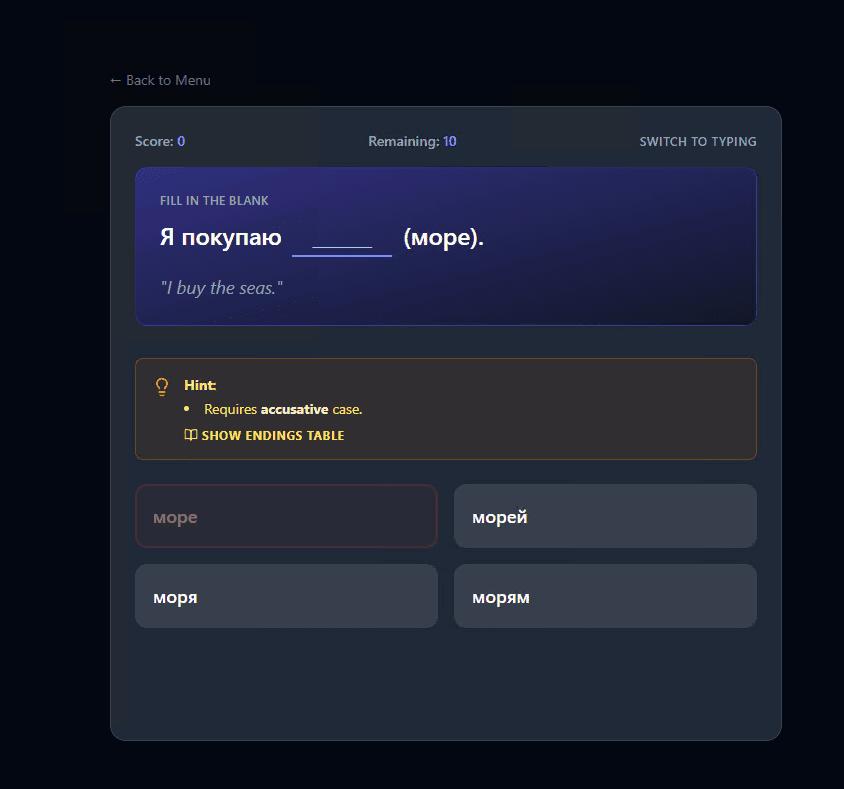 ← Back to Menu
Score: 0 Remaining: 10 SWITCH TO TYPING
FILL IN THE BLANK
Я покупаю ______ (море).
"I buy the seas."
Hint:
• Requires accusative case.
SHOW ENDINGS TABLE
море морей
моря морям